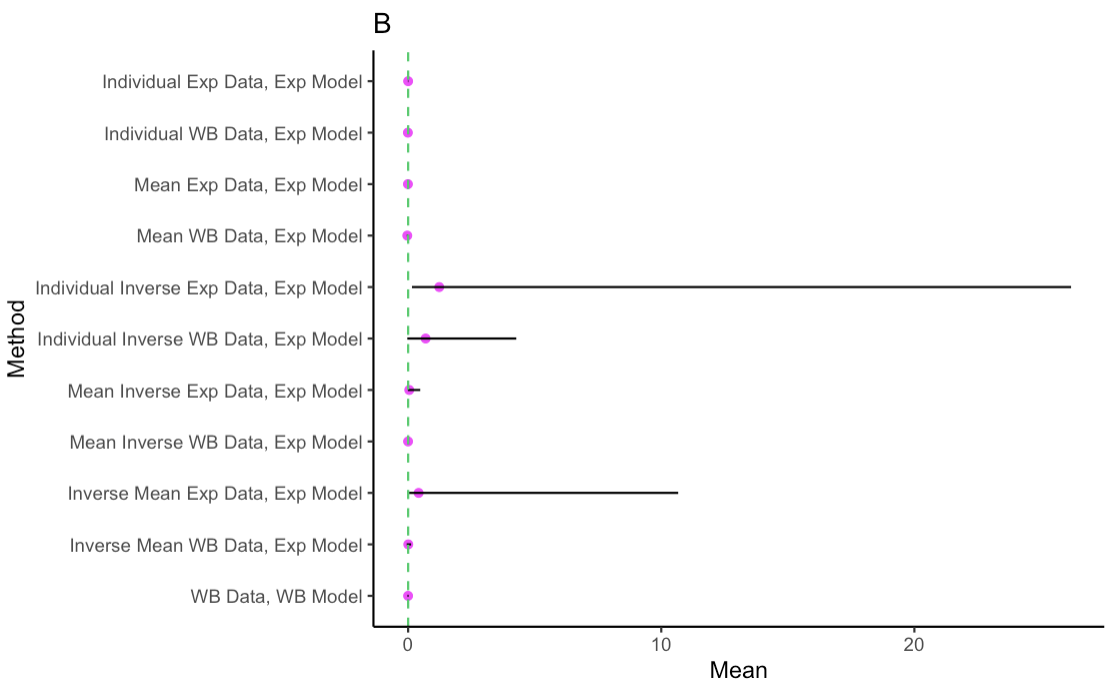 B
Individual Exp Data, Exp Model
Individual WB Data, Exp Model
Mean Exp Data, Exp Model
Mean WB Data, Exp Model
Individual Inverse Exp Data, Exp Model
Individual Inverse WB Data, Exp Model
Mean Inverse Exp Data, Exp Model
Mean Inverse WB Data, Exp Model
Inverse Mean Exp Data, Exp Model
Inverse Mean WB Data, Exp Model
WB Data, WB Model
Method
0 10 20
Mean